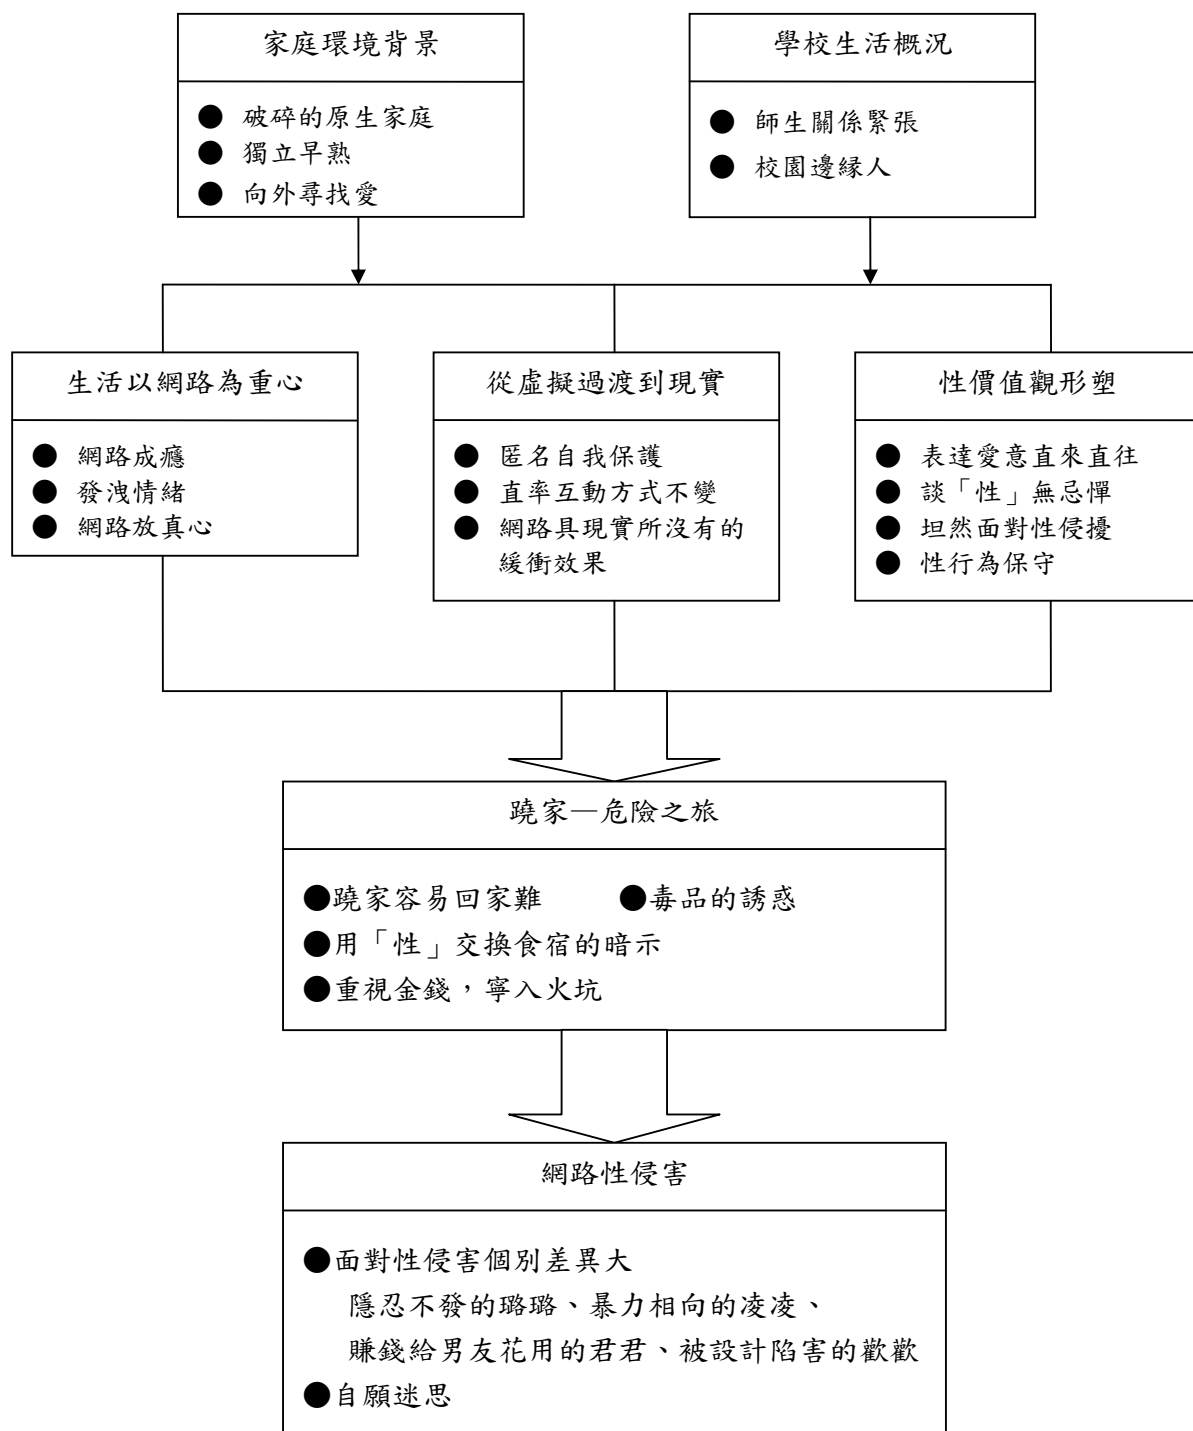 家庭環境背景
● 破碎的原生家庭
● 獨立早熟
● 向外尋找愛
學校生活概況
● 師生關係緊張
● 校園邊緣人
生活以網路為重心
● 網路成癮
● 發洩情緒
● 網路放真心
從虛擬過渡到現實
● 匿名自我保護
● 直率互動方式不變
● 網路具現實所沒有的
緩衝效果
性價值觀形塑
● 表達愛意直來直往
● 談「性」無忌憚
● 坦然面對性侵擾
● 性行為保守
蹺家—危險之旅
●蹺家容易回家難 ●毒品的誘惑
●用「性」交換食宿的暗示
●重視金錢，寧入火坑
網路性侵害
●面對性侵害個別差異大
隱忍不發的璐璐、暴力相向的凌凌、
賺錢給男友花用的君君、被設計陷害的歡歡
●自願迷思